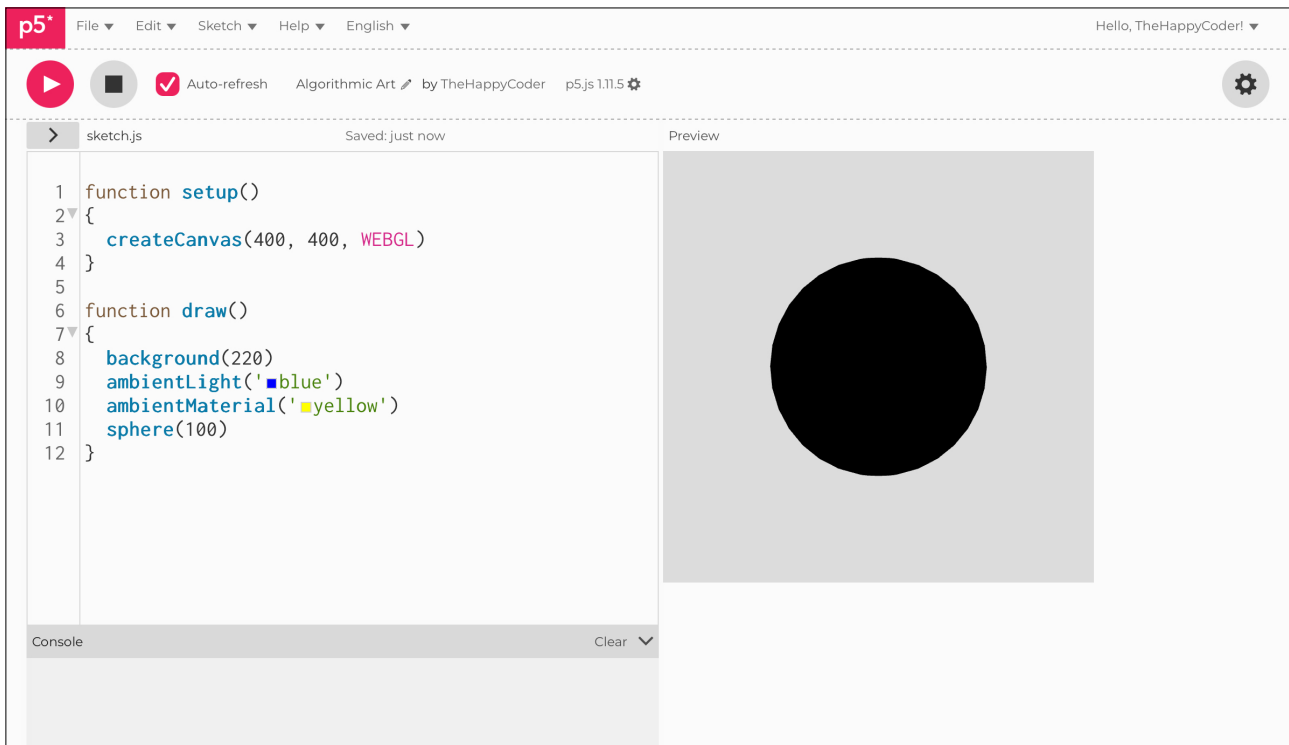 p5* File Edit Sketch Help English Hello, TheHappyCoder!
Auto-refresh Algorithmic Art by TheHappyCoder p5.js 1.11.5
sketch.js Saved: just now Preview
1 function setup()
2 {
3 createCanvas(400, 400, WEBGL)
4 }
5
6 function draw()
7 {
8 background(220)
9 ambientLight('blue')
10 ambientMaterial('yellow')
11 sphere(100)
12 }
Console Clear